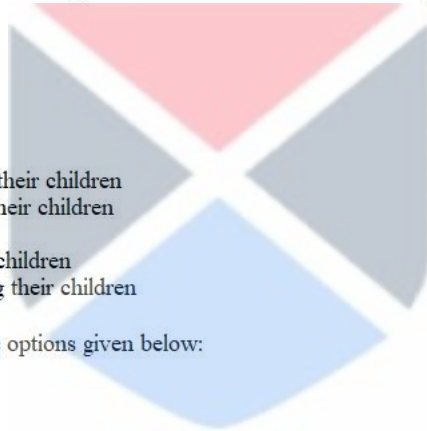 their children
heir children
children
g their children
options given below: